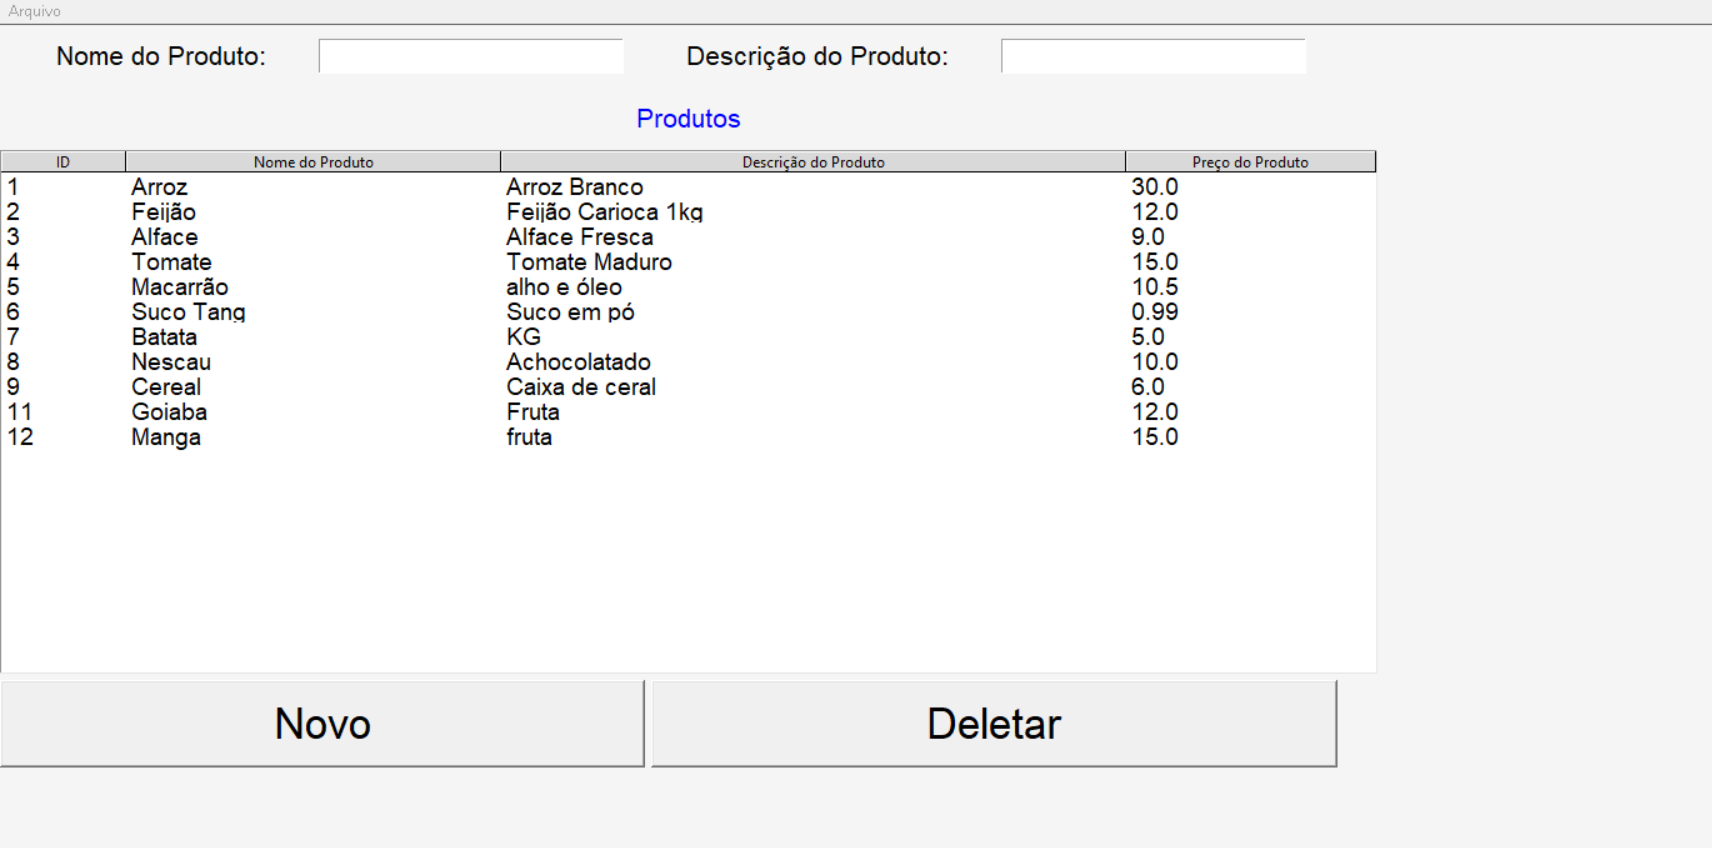 Arquivo
Nome do Produto: Descrição do Produto:
Produtos
ID Nome do Produto Descrição do Produto Preço do Produto
1 Arroz Arroz Branco 30.0
2 Feijão Feijão Carioca 1kg 12.0
3 Alface Alface Fresca 9.0
4 Tomate Tomate Maduro 15.0
5 Macarrão alho e óleo 10.5
6 Suco Tang Suco em pó 0.99
7 Batata KG 5.0
8 Nescau Achocolatado 10.0
9 Cereal Caixa de ceral 6.0
11 Goiaba Fruta 12.0
12 Manga fruta 15.0
Novo Deletar